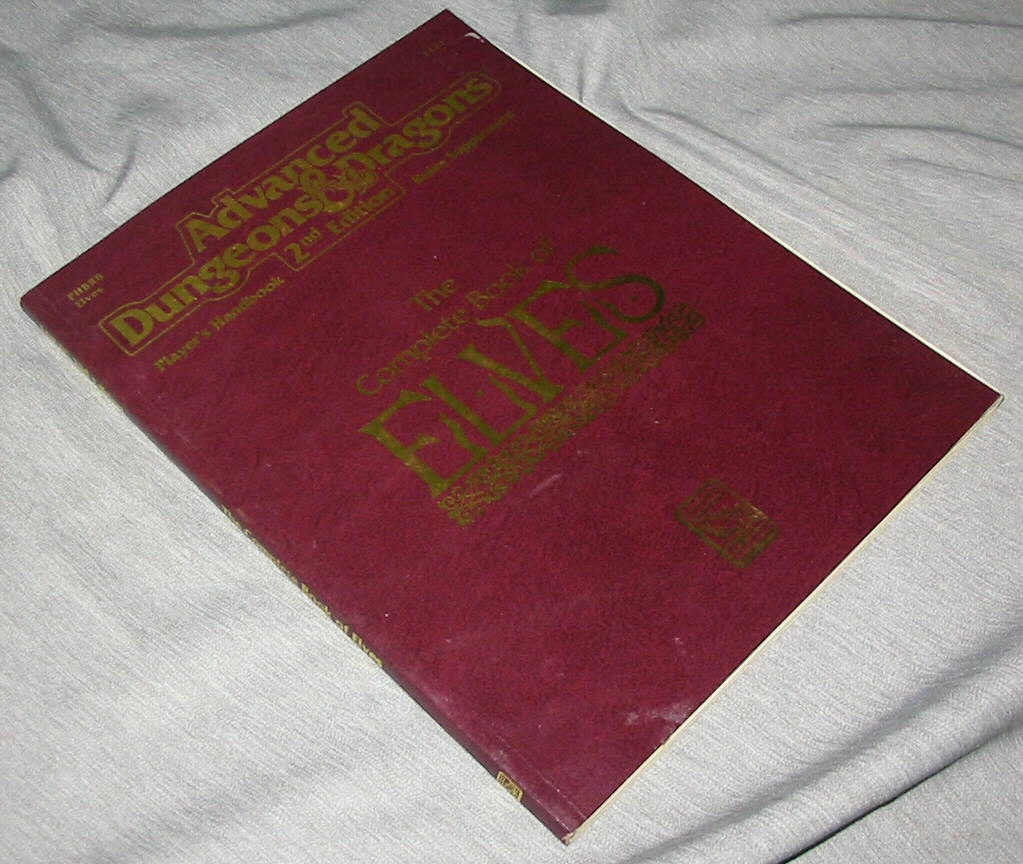 PHBR8
Elves
Advanced
Dungeons & Dragons
2nd Edition
Player's Handbook
Rules Supplement
The
Complete Book of
ELVES
TSR
The Complete Book of Elves